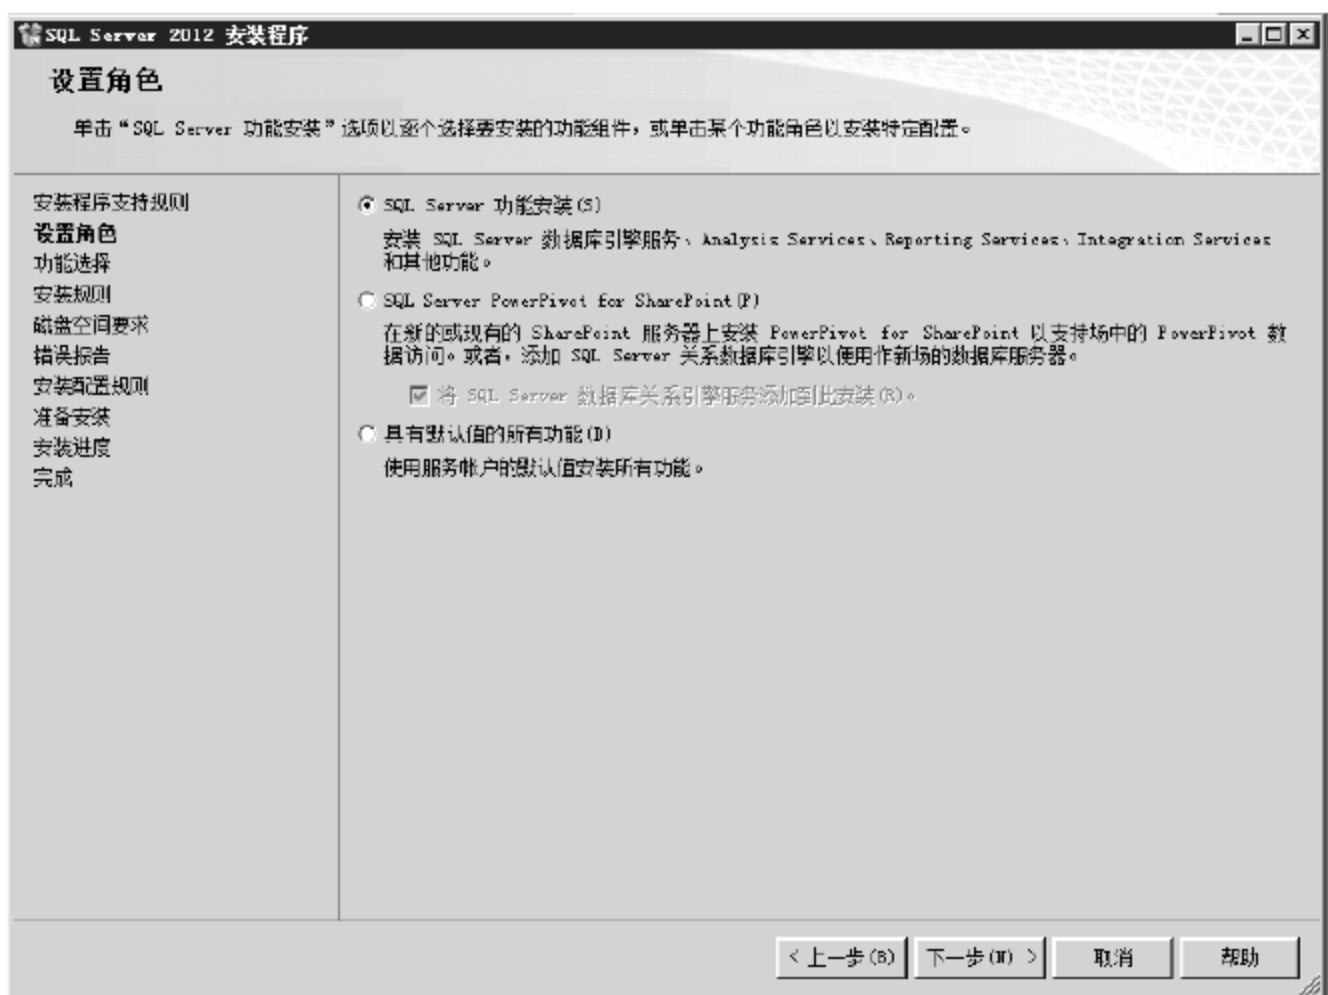 SQL Server 2012 安装程序
设置角色
单击“SQL Server 功能安装”选项以逐个选择要安装的功能组件，或单击某个功能角色以安装特定配置。
安装程序支持规则
设置角色
功能选择
安装规则
磁盘空间要求
错误报告
安装配置规则
准备安装
安装进度
完成
SQL Server 功能安装(S)
安装 SQL Server 数据库引擎服务、Analysis Services、Reporting Services、Integration Services
和其他功能。
SQL Server PowerPivot for SharePoint(P)
在新的或现有的 SharePoint 服务器上安装 PowerPivot for SharePoint 以支持场中的 PowerPivot 数
据访问。或者，添加 SQL Server 关系数据库引擎以便用作新场的数据库服务器。
将 SQL Server 数据库关系引擎服务添加到此安装(R)。
具有默认值的所有功能(D)
使用服务帐户的默认值安装所有功能。
< 上一步(B)
下一步(N) >
取消
帮助